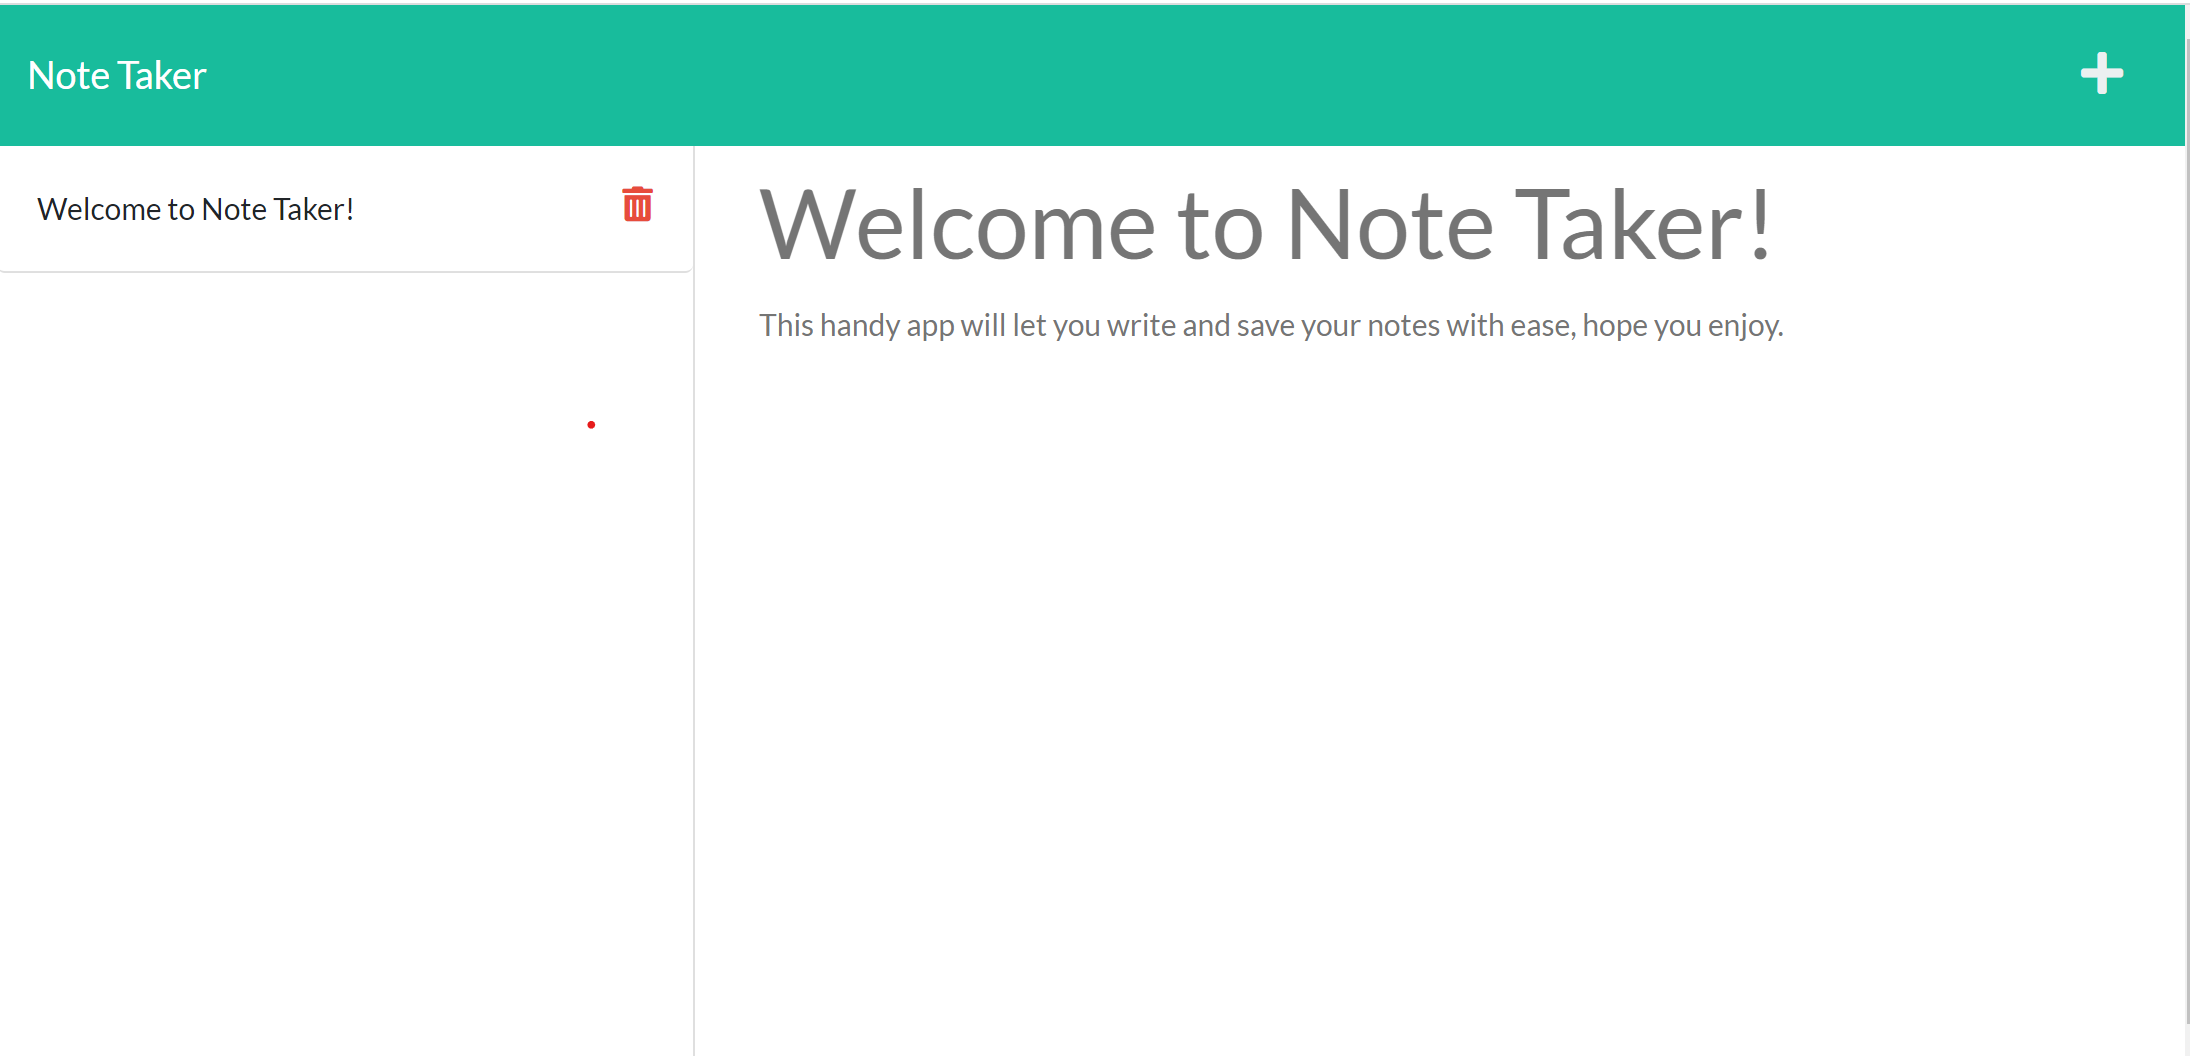 Note Taker
Welcome to Note Taker!
Welcome to Note Taker!
This handy app will let you write and save your notes with ease, hope you enjoy.